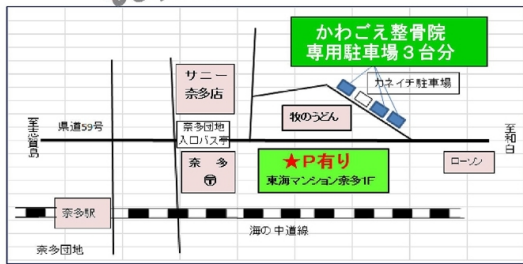 かわごえ整骨院
専用駐車場3台分
サニー
奈多店
カネイチ駐車場
牧のうどん
至志賀島
県道59号
奈多団地
入口バス亭
至和白
奈多
〶
★P有り
東海マンション奈多1F
ローソン
奈多駅
海の中道線
奈多団地